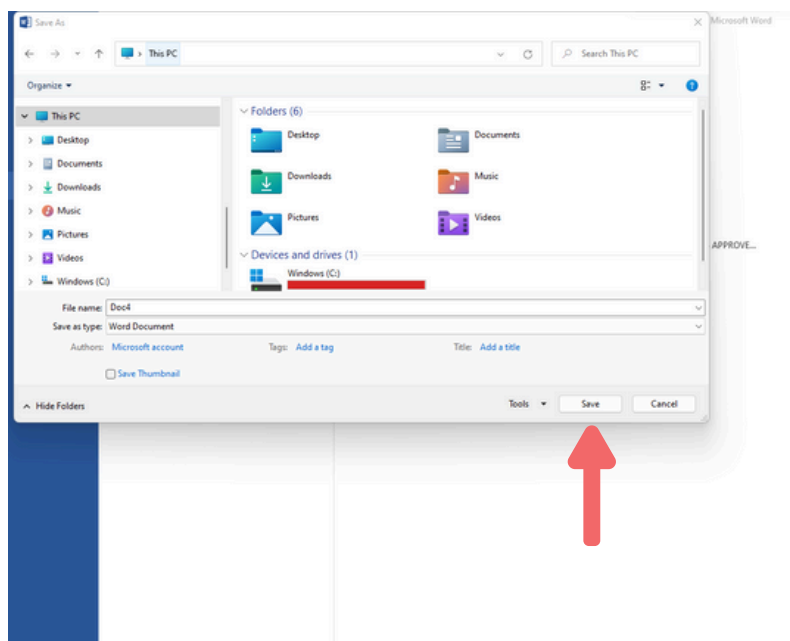 Save As
Microsoft Word
This PC
Search This PC
Organize
This PC
Desktop
Documents
Downloads
Music
Pictures
Videos
Windows (C:)
Folders (6)
Desktop
Documents
Downloads
Music
Pictures
Videos
Devices and drives (1)
Windows (C:)
APPROVE...
File name: Doc4
Save as type: Word Document
Authors: Microsoft account Tags: Add a tag Title: Add a title
Save Thumbnail
Hide Folders Tools Save Cancel